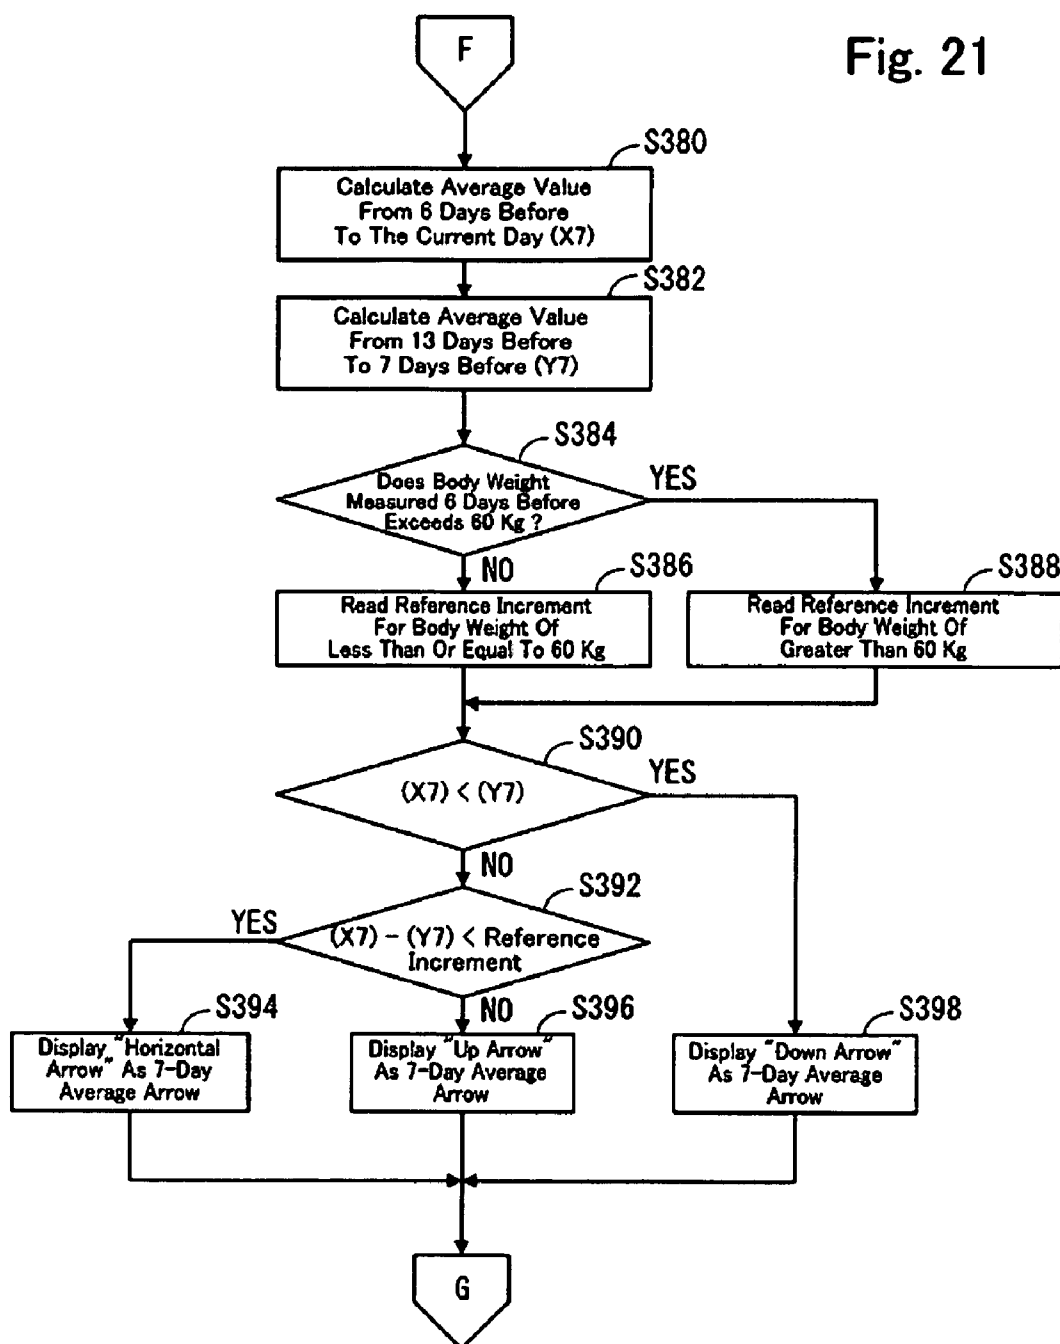 F
Fig. 21
S380
Calculate Average Value
From 6 Days Before
To The Current Day (X7)
S382
Calculate Average Value
From 13 Days Before
To 7 Days Before (Y7)
S384
Does Body Weight
Measured 6 Days Before
Exceeds 60 Kg ?
YES
NO
S386
Read Reference Increment
For Body Weight Of
Less Than Or Equal To 60 Kg
S388
Read Reference Increment
For Body Weight Of
Greater Than 60 Kg
S390
(X7) < (Y7)
YES
NO
S392
(X7) - (Y7) < Reference
Increment
YES
NO
S394
Display "Horizontal
Arrow" As 7-Day
Average Arrow
S396
Display "Up Arrow"
As 7-Day Average
Arrow
S398
Display "Down Arrow"
As 7-Day Average
Arrow
G